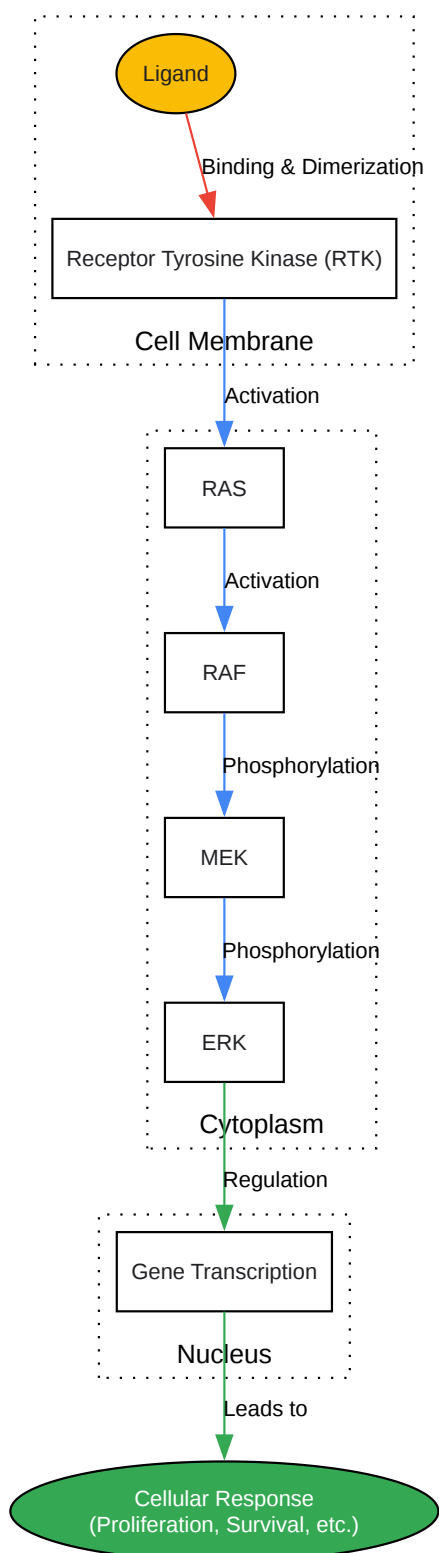 Ligand
Binding & Dimerization
Receptor Tyrosine Kinase (RTK)
Cell Membrane
Activation
RAS
Activation
RAF
Phosphorylation
MEK
Phosphorylation
ERK
Cytoplasm
Regulation
Gene Transcription
Nucleus
Leads to
Cellular Response
(Proliferation, Survival, etc.)